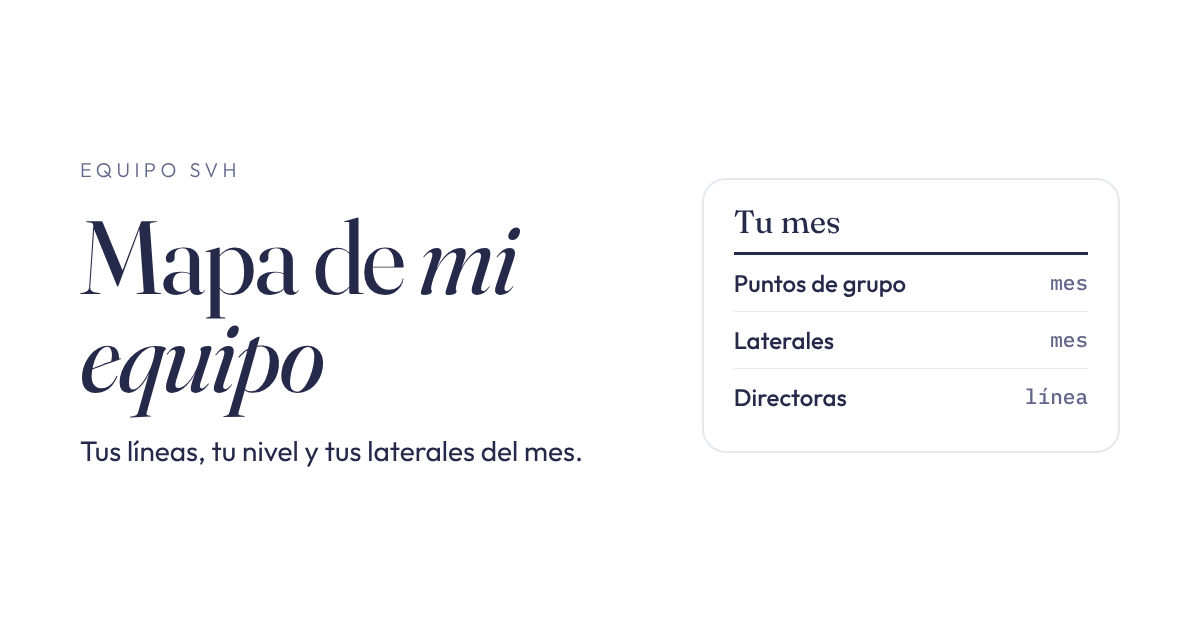 EQUIPO SVH
Mapa de mi
equipo
Tus líneas, tu nivel y tus laterales del mes.
Tu mes
Puntos de grupo mes
Laterales mes
Directoras línea